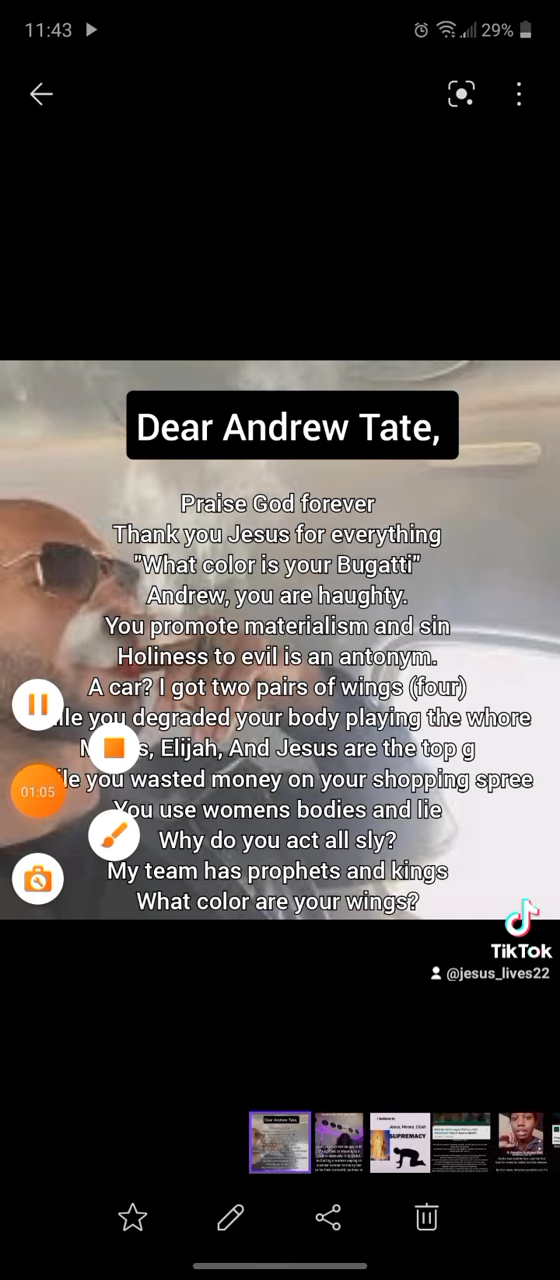 11:43
29%
Dear Andrew Tate,
Praise God forever
Thank you Jesus for everything
"What color is your Bugatti"
Andrew, you are haughty.
You promote materialism and sin
Holiness to evil is an antonym.
A car? I got two pairs of wings (four)
you degraded your body playing the whore
Elijah, And Jesus are the top g
you wasted money on your shopping spree
You use womens bodies and lie
Why do you act all sly?
My team has prophets and kings
What color are your wings?
01:05
TikTok
@jesus_lives22
Dear Andrew Tate,
Jesus, Moses, Elijah
SUPREMACY